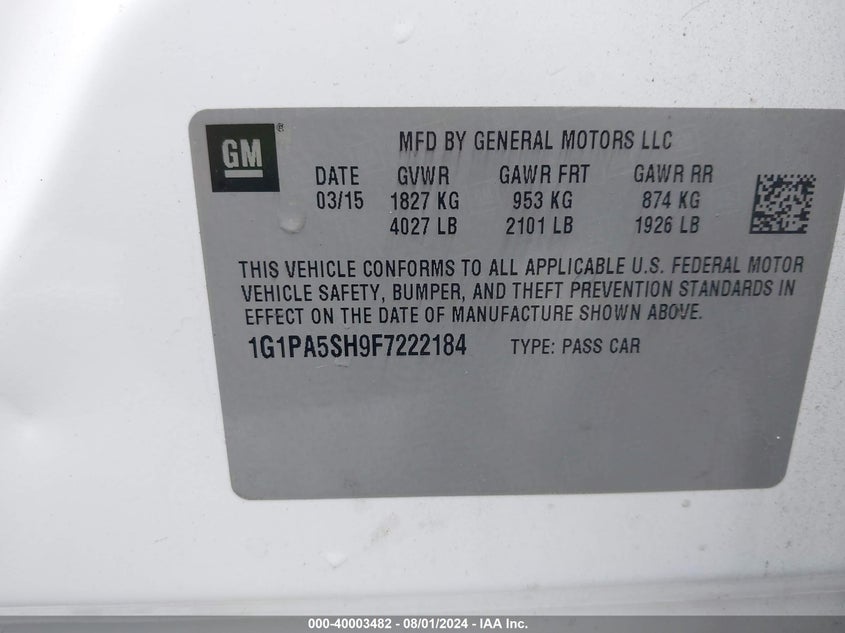 GM ®
MFD BY GENERAL MOTORS LLC
DATE GVWR GAWR FRT GAWR RR
03/15 1827 KG 953 KG 874 KG
4027 LB 2101 LB 1926 LB
THIS VEHICLE CONFORMS TO ALL APPLICABLE U.S. FEDERAL MOTOR
VEHICLE SAFETY, BUMPER, AND THEFT PREVENTION STANDARDS IN
EFFECT ON THE DATE OF MANUFACTURE SHOWN ABOVE.
1G1PA5SH9F7222184 TYPE: PASS CAR
000-40003482 - 08/01/2024 - IAA Inc.